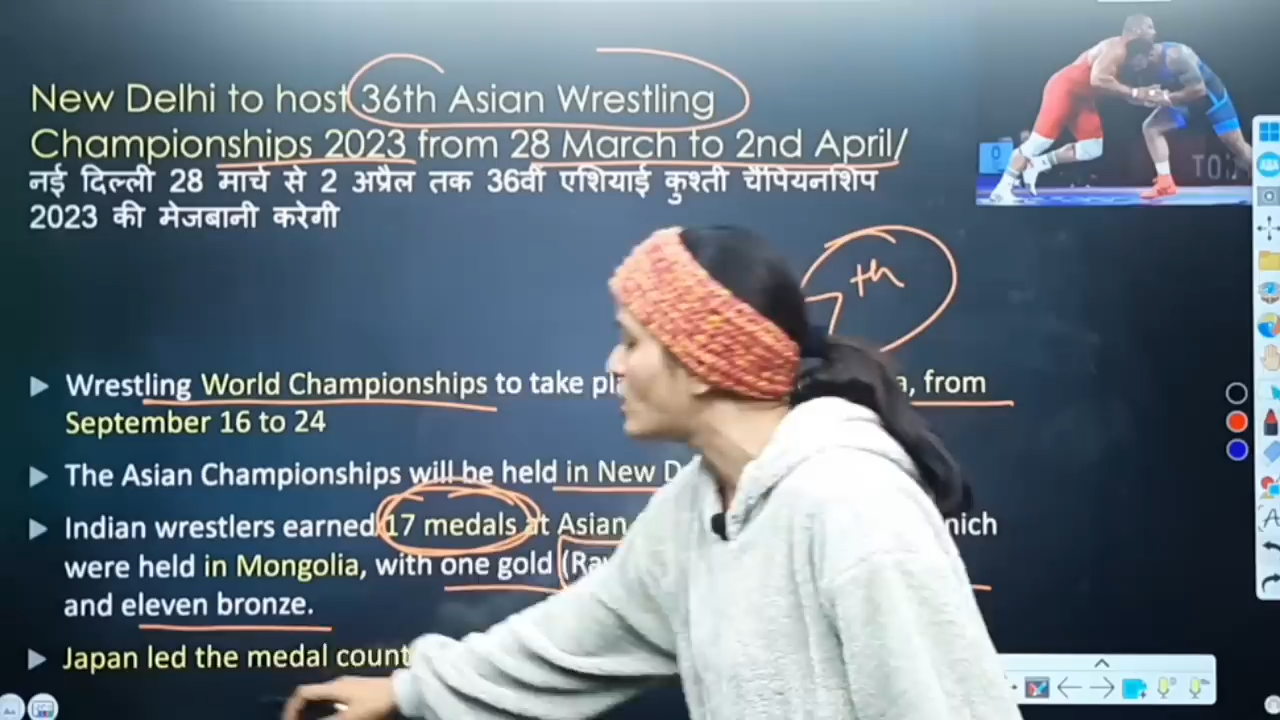 New Delhi to host 36th Asian Wrestling
Championships 2023 from 28 March to 2nd April/
नई दिल्ली 28 मार्च से 2 अप्रैल तक 36वीं एशियाई कुश्ती चैंपियनशिप
2023 की मेजबानी करेगी
7th
Wrestling World Championships to take from
September 16 to 24
The Asian Championships will be held in New
Indian wrestlers earned 17 medals at Asian
were held in Mongolia, with one gold
and eleven bronze.
Japan led the medal count